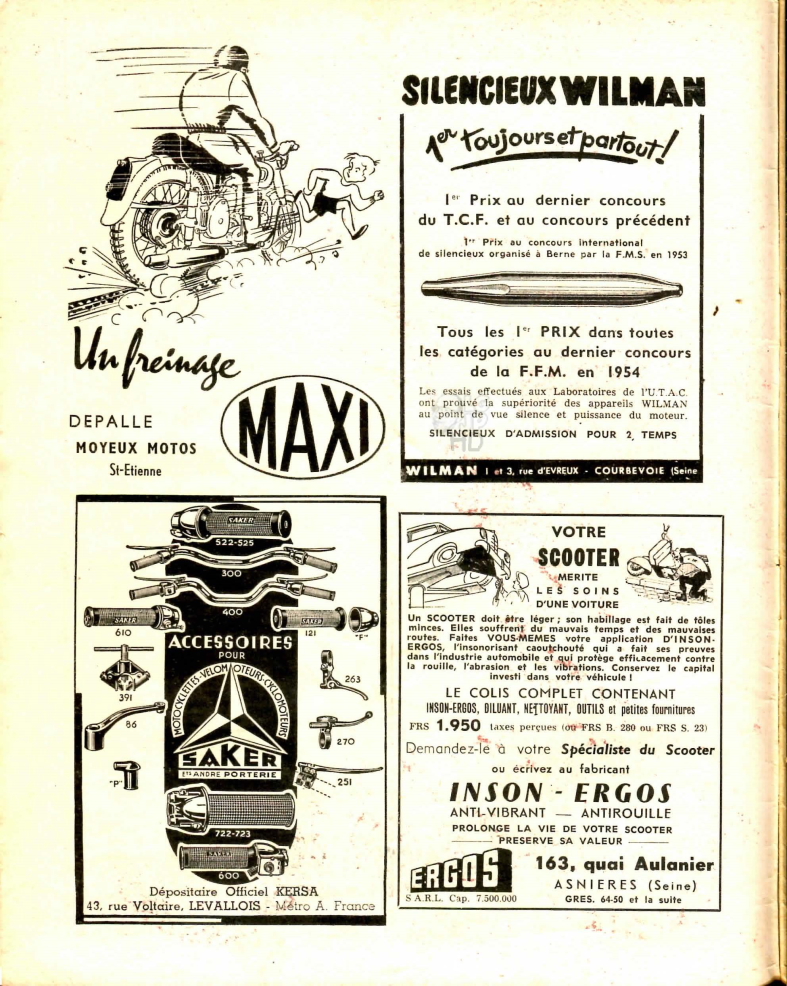 Un freinage
MAXI
DEPALLE
MOYEUX MOTOS
St-Etienne
SILENCIEUX WILMAN
1er toujours et partout!
1er Prix au dernier concours
du T.C.F. et au concours précédent
1er Prix au concours international
de silencieux organisé à Berne par la F.M.S. en 1953
Tous les 1er PRIX dans toutes
les catégories au dernier concours
de la F.F.M. en 1954
Les essais effectués aux Laboratoires de l'U.T.A.C.
ont prouvé la supériorité des appareils WILMAN
au point de vue silence et puissance du moteur.
SILENCIEUX D'ADMISSION POUR 2 TEMPS
WILMAN 1 et 3, rue d'EVREUX - COURBEVOIE (Seine
SAKER
522-525
300
400
SAKER
610
SAKER
121
"F"
ACCESSOIRES
POUR
MOTOCYCLETTES-VELOMOTEURS-CYCLOMOTEURS
391
263
86
270
SAKER
ETS ANDRE PORTERIE
"P"
251
722-723
SAKER
600
Dépositaire Officiel KERSA
43, rue Voltaire, LEVALLOIS - Métro A. France
VOTRE
SCOOTER
MERITE
LES SOINS
D'UNE VOITURE
Un SCOOTER doit être léger ; son habillage est fait de tôles
minces. Elles souffrent du mauvais temps et des mauvaises
routes. Faites VOUS-MEMES votre application D'INSON-
ERGOS, l'insonorisant caoutchouté qui a fait ses preuves
dans l'industrie automobile et qui protège efficacement contre
la rouille, l'abrasion et les vibrations. Conservez le capital
investi dans votre véhicule !
LE COLIS COMPLET CONTENANT
INSON-ERGOS, DILUANT, NETTOYANT, OUTILS et petites fournitures
FRS 1.950 taxes perçues (ou FRS B. 280 ou FRS S. 23)
Demandez-le à votre Spécialiste du Scooter
ou écrivez au fabricant
INSON - ERGOS
ANTI-VIBRANT — ANTIROUILLE
PROLONGE LA VIE DE VOTRE SCOOTER
PRESERVE SA VALEUR
ERGOS
S.A.R.L. Cap. 7.500.000
163, quai Aulanier
ASNIERES (Seine)
GRES. 64-50 et la suite